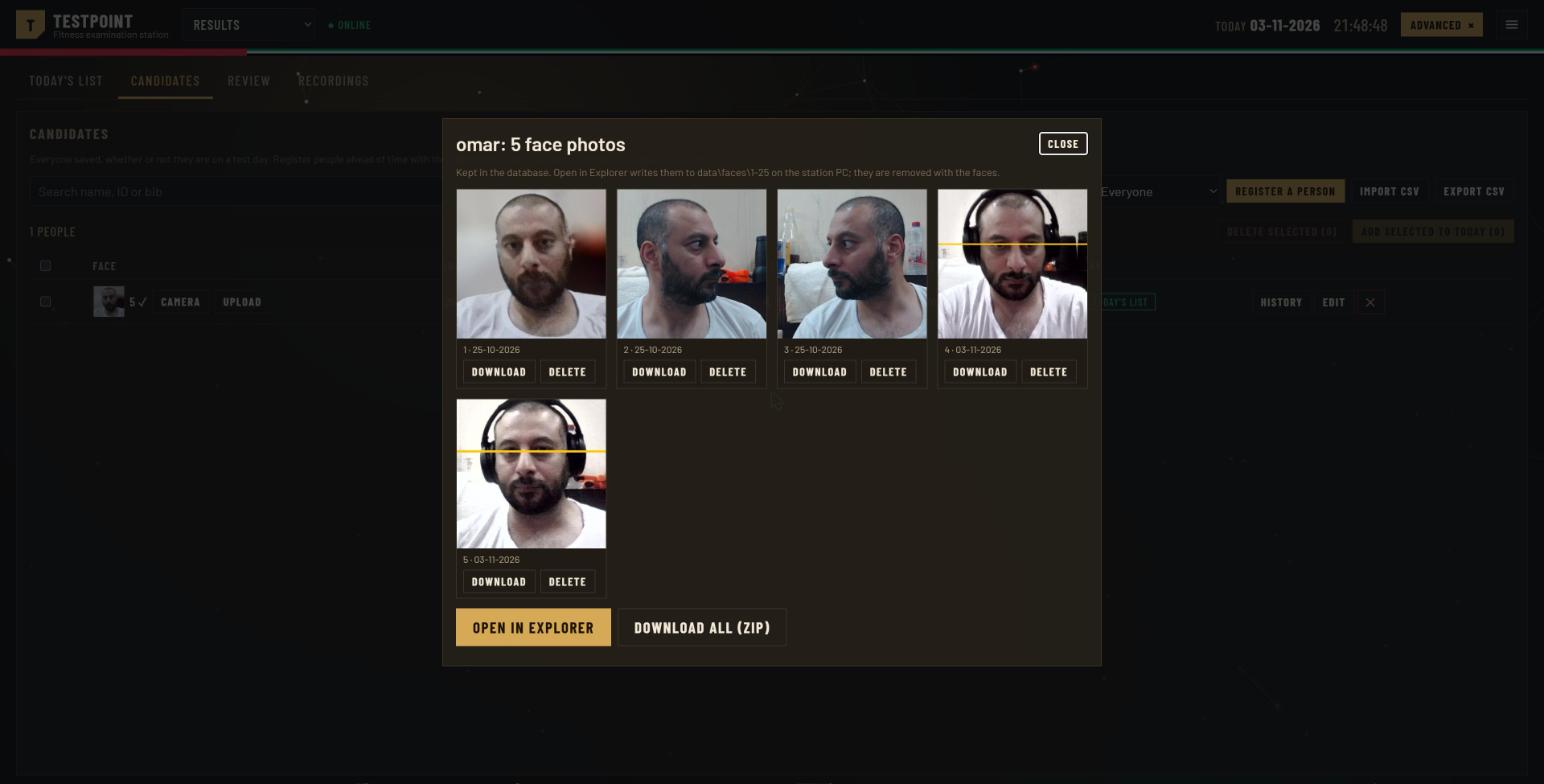 T
TESTPOINT
Fitness examination station
RESULTS
ONLINE
TODAY 03-11-2026
21:48:48
ADVANCED ×
TODAY'S LIST
CANDIDATES
REVIEW
RECORDINGS
CANDIDATES
Everyone saved, whether or not they are on a test day. Register people ahead of time with the
Search name, ID or bib
Everyone
REGISTER A PERSON
IMPORT CSV
EXPORT CSV
1 PEOPLE
DELETE SELECTED (0)
ADD SELECTED TO TODAY (0)
FACE
5 ✓
CAMERA
UPLOAD
DAY'S LIST
HISTORY
EDIT
omar: 5 face photos
CLOSE
Kept in the database. Open in Explorer writes them to data\faces\1-25 on the station PC; they are removed with the faces.
1 · 25-10-2026
DOWNLOAD
DELETE
2 · 25-10-2026
DOWNLOAD
DELETE
3 · 25-10-2026
DOWNLOAD
DELETE
4 · 03-11-2026
DOWNLOAD
DELETE
5 · 03-11-2026
DOWNLOAD
DELETE
OPEN IN EXPLORER
DOWNLOAD ALL (ZIP)